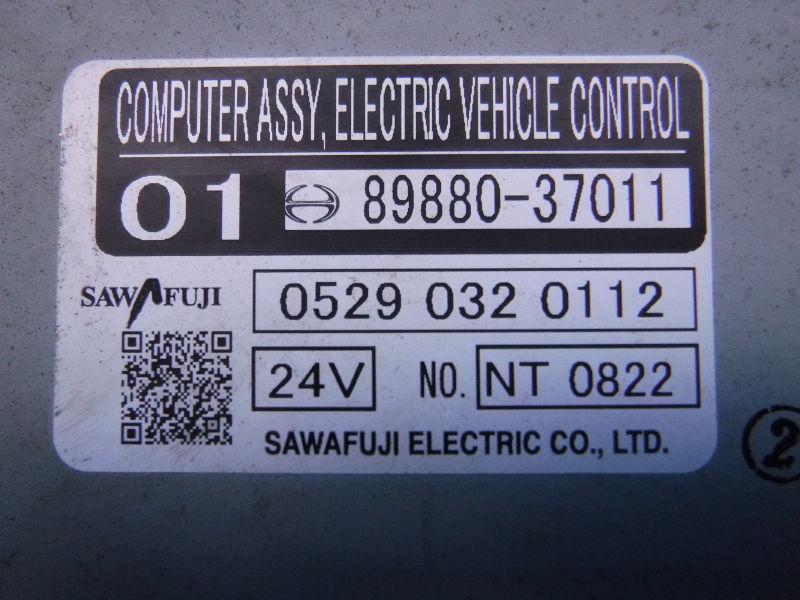 COMPUTER ASSY, ELECTRIC VEHICLE CONTROL
01 89880-37011
SAWAFUJI 0529 032 0112
24V NO. NT 0822
SAWAFUJI ELECTRIC CO., LTD.
2